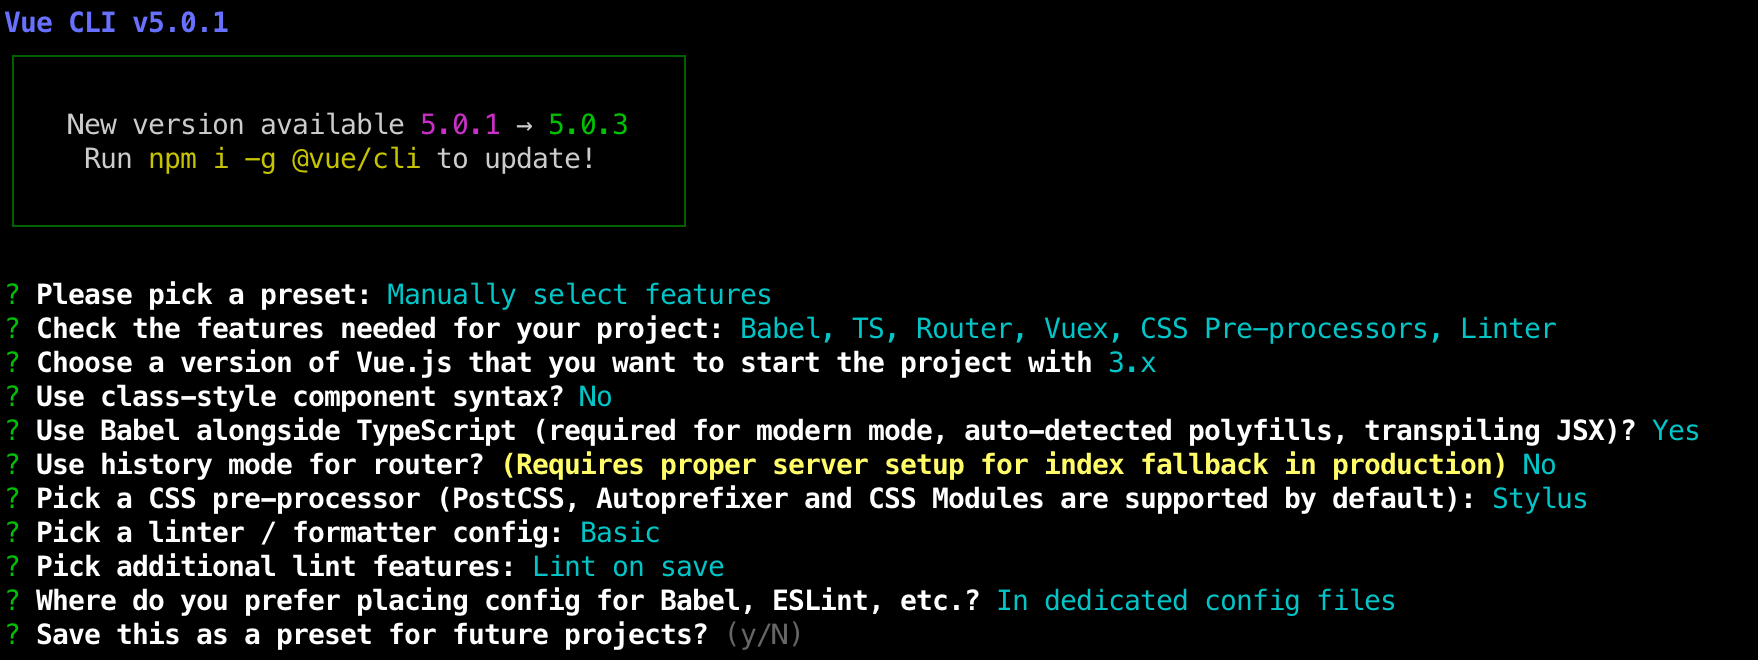 Vue CLI v5.0.1
New version available 5.0.1 → 5.0.3
Run npm i -g @vue/cli to update!
? Please pick a preset: Manually select features
? Check the features needed for your project: Babel, TS, Router, Vuex, CSS Pre-processors, Linter
? Choose a version of Vue.js that you want to start the project with 3.x
? Use class-style component syntax? No
? Use Babel alongside TypeScript (required for modern mode, auto-detected polyfills, transpiling JSX)? Yes
? Use history mode for router? (Requires proper server setup for index fallback in production) No
? Pick a CSS pre-processor (PostCSS, Autoprefixer and CSS Modules are supported by default): Stylus
? Pick a linter / formatter config: Basic
? Pick additional lint features: Lint on save
? Where do you prefer placing config for Babel, ESLint, etc.? In dedicated config files
? Save this as a preset for future projects? (y/N)